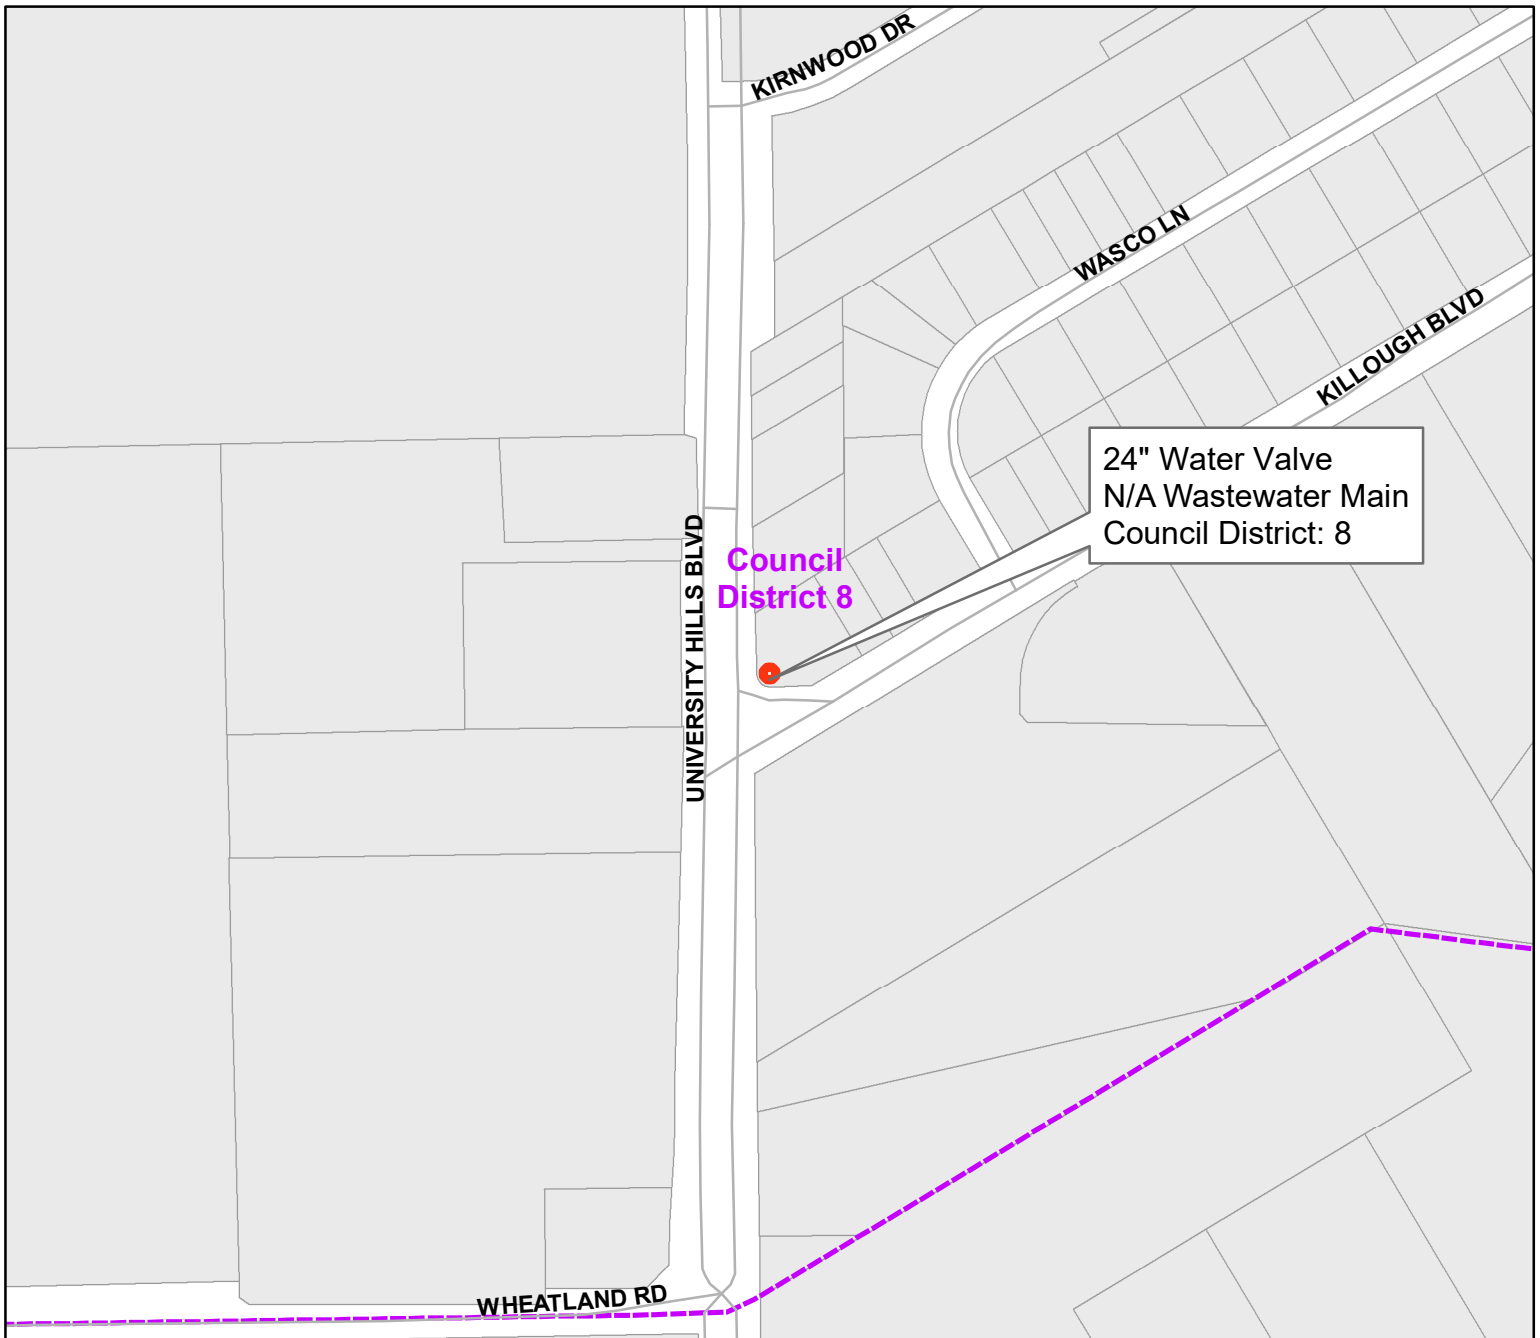 KIRNWOOD DR
WASCO LN
KILLOUGH BLVD
24" Water Valve
N/A Wastewater Main
Council District: 8
Council
District 8
UNIVERSITY HILLS BLVD
WHEATLAND RD